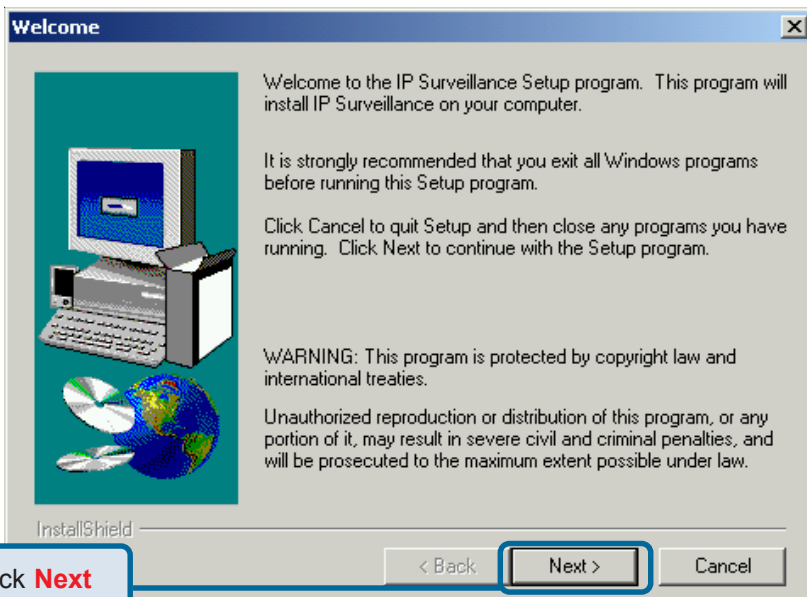 Welcome
Welcome to the IP Surveillance Setup program.  This program will
install IP Surveillance on your computer.
It is strongly recommended that you exit all Windows programs
before running this Setup program.
Click Cancel to quit Setup and then close any programs you have
running.  Click Next to continue with the Setup program.
WARNING: This program is protected by copyright law and
international treaties.
Unauthorized reproduction or distribution of this program, or any
portion of it, may result in severe civil and criminal penalties, and
will be prosecuted to the maximum extent possible under law.
InstallShield
< Back
Next >
Cancel
ck Next